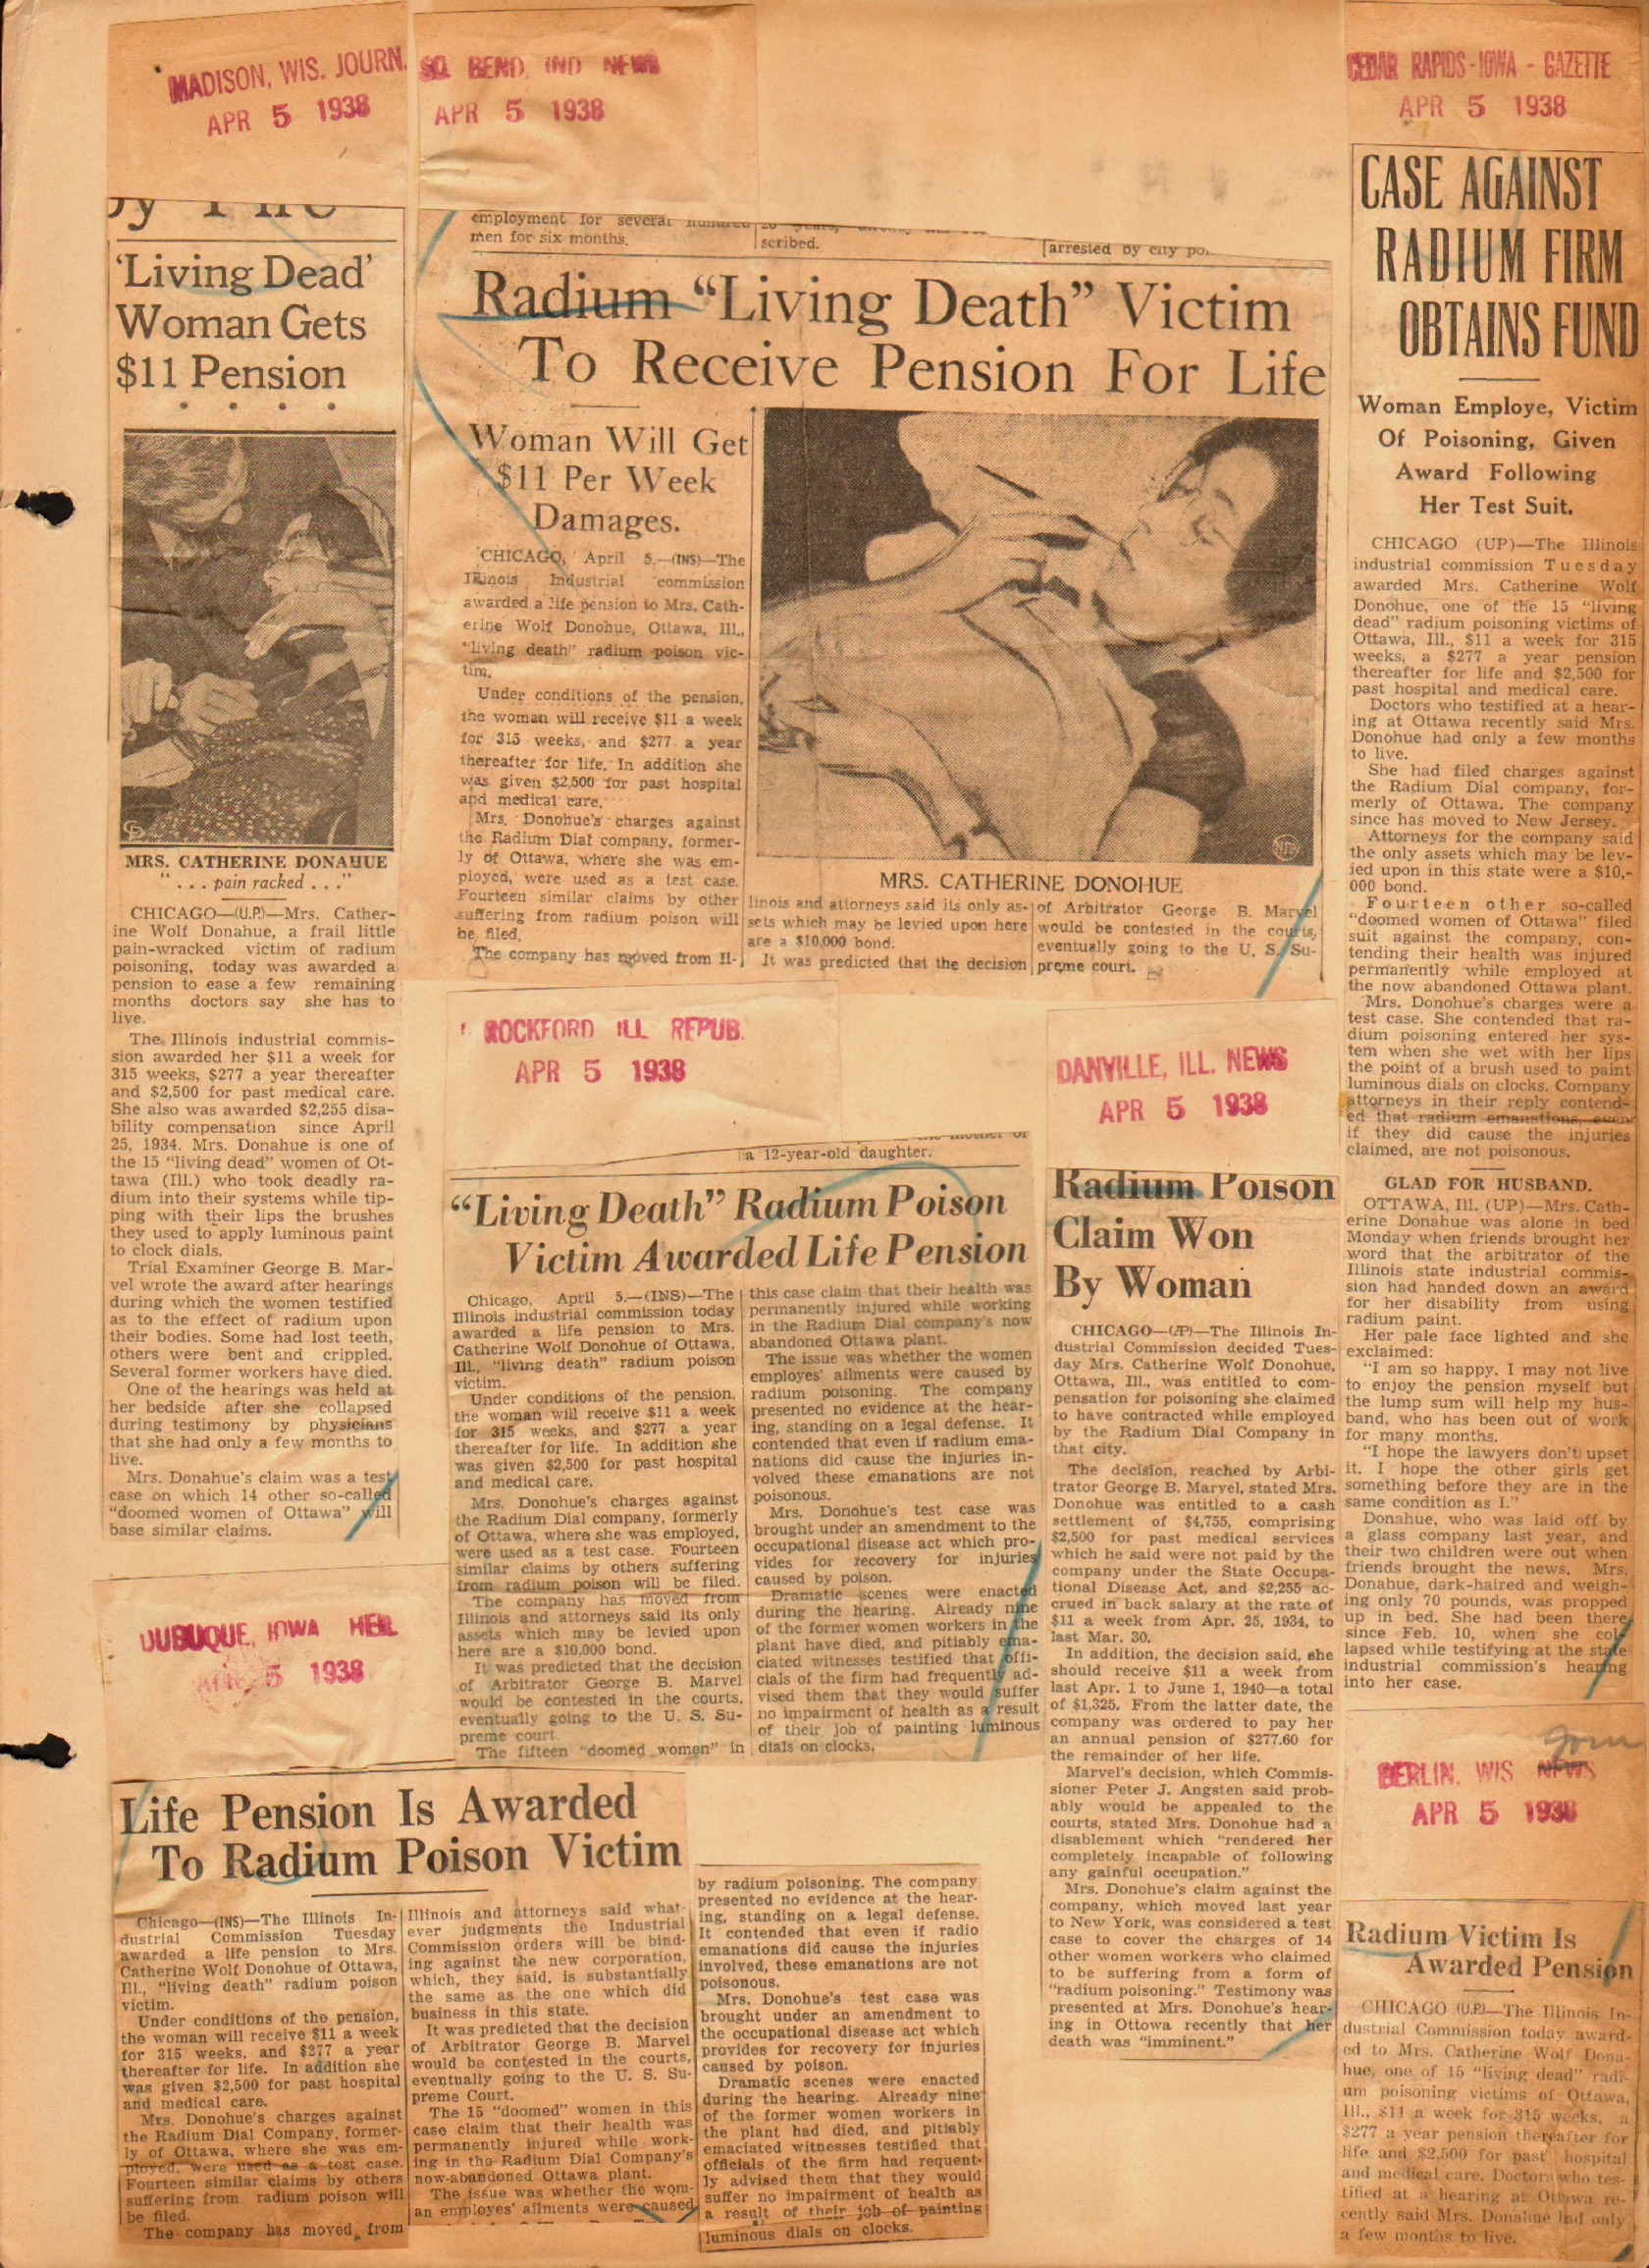 MADISON, WIS. JOURN.
APR 5 1938
'Living Dead'
Woman Gets
$11 Pension
MRS. CATHERINE DONAHUE
". . . pain racked . . ."
CHICAGO—(U.P.)—Mrs. Cather-
ine Wolf Donahue, a frail little
pain-wracked victim of radium
poisoning, today was awarded a
pension to ease a few remaining
months doctors say she has to
live.
The Illinois industrial commis-
sion awarded her $11 a week for
315 weeks, $277 a year thereafter
and $2,500 for past medical care.
She also was awarded $2,255 disa-
bility compensation since April
25, 1934. Mrs. Donahue is one of
the 15 "living dead" women of Ot-
tawa (Ill.) who took deadly ra-
dium into their systems while tip-
ping with their lips the brushes
they used to apply luminous paint
to clock dials.
Trial Examiner George B. Mar-
vel wrote the award after hearings
during which the women testified
as to the effect of radium upon
their bodies. Some had lost teeth,
others were bent and crippled.
Several former workers have died.
One of the hearings was held at
her bedside after she collapsed
during testimony by physicians
that she had only a few months to
live.
Mrs. Donahue's claim was a test
case on which 14 other so-called
"doomed women of Ottawa" will
base similar claims.
SO. BEND, IND NEWS
APR 5 1938
employment for several hundred
men for six months.
scribed.
arrested by city po
Radium "Living Death" Victim
To Receive Pension For Life
Woman Will Get
$11 Per Week
Damages.
CHICAGO, April 5.—(INS)—The
Illinois Industrial commission
awarded a life pension to Mrs. Cath-
erine Wolf Donohue, Ottawa, Ill.,
"living death" radium poison vic-
tim.
Under conditions of the pension,
the woman will receive $11 a week
for 315 weeks, and $277 a year
thereafter for life. In addition she
was given $2,500 for past hospital
and medical care.
Mrs. Donohue's charges against
the Radium Dial company, former-
ly of Ottawa, where she was em-
ployed, were used as a test case.
Fourteen similar claims by other
suffering from radium poison will
be filed.
The company has moved from Il-
MRS. CATHERINE DONOHUE
linois and attorneys said its only as-
sets which may be levied upon here
are a $10,000 bond.
It was predicted that the decision
of Arbitrator George B. Marvel
would be contested in the courts,
eventually going to the U. S. Su-
preme court.
CEDAR RAPIDS - IOWA - GAZETTE
APR 5 1938
CASE AGAINST
RADIUM FIRM
OBTAINS FUND
Woman Employe, Victim
Of Poisoning, Given
Award Following
Her Test Suit.
CHICAGO (UP)—The Illinois
industrial commission Tuesday
awarded Mrs. Catherine Wolf
Donohue, one of the 15 "living
dead" radium poisoning victims of
Ottawa, Ill., $11 a week for 315
weeks, a $277 a year pension
thereafter for life and $2,500 for
past hospital and medical care.
Doctors who testified at a hear-
ing at Ottawa recently said Mrs.
Donohue had only a few months
to live.
She had filed charges against
the Radium Dial company, for-
merly of Ottawa. The company
since has moved to New Jersey.
Attorneys for the company said
the only assets which may be lev-
ied upon in this state were a $10,-
000 bond.
Fourteen other so-called
"doomed women of Ottawa" filed
suit against the company, con-
tending their health was injured
permanently while employed at
the now abandoned Ottawa plant.
Mrs. Donohue's charges were a
test case. She contended that ra-
dium poisoning entered her sys-
tem when she wet with her lips
the point of a brush used to paint
luminous dials on clocks. Company
attorneys in their reply contend-
ed that radium emanations, even
if they did cause the injuries
claimed, are not poisonous.
GLAD FOR HUSBAND.
OTTAWA, Ill. (UP)—Mrs. Cath-
erine Donahue was alone in bed
Monday when friends brought her
word that the arbitrator of the
Illinois state industrial commis-
sion had handed down an award
for her disability from using
radium paint.
Her pale face lighted and she
exclaimed:
"I am so happy. I may not live
to enjoy the pension myself but
the lump sum will help my hus-
band, who has been out of work
for many months.
"I hope the lawyers don't upset
it. I hope the other girls get
something before they are in the
same condition as I."
Donahue, who was laid off by
a glass company last year, and
their two children were out when
friends brought the news. Mrs.
Donahue, dark-haired and weigh-
ing only 70 pounds, was propped
up in bed. She had been there
since Feb. 10, when she col-
lapsed while testifying at the state
industrial commission's hearing
into her case.
ROCKFORD ILL REPUB.
APR 5 1938
a 12-year-old daughter.
"Living Death" Radium Poison
Victim Awarded Life Pension
Chicago, April 5.—(INS)—The
Illinois industrial commission today
awarded a life pension to Mrs.
Catherine Wolf Donohue of Ottawa,
Ill., "living death" radium poison
victim.
Under conditions of the pension,
the woman will receive $11 a week
for 315 weeks, and $277 a year
thereafter for life. In addition she
was given $2,500 for past hospital
and medical care.
Mrs. Donohue's charges against
the Radium Dial company, formerly
of Ottawa, where she was employed,
were used as a test case. Fourteen
similar claims by others suffering
from radium poison will be filed.
The company has moved from
Illinois and attorneys said its only
assets which may be levied upon
here are a $10,000 bond.
It was predicted that the decision
of Arbitrator George B. Marvel
would be contested in the courts,
eventually going to the U. S. Su-
preme court.
The fifteen "doomed women" in
this case claim that their health was
permanently injured while working
in the Radium Dial company's now
abandoned Ottawa plant.
The issue was whether the women
employes' ailments were caused by
radium poisoning. The company
presented no evidence at the hear-
ing, standing on a legal defense. It
contended that even if radium ema-
nations did cause the injuries in-
volved these emanations are not
poisonous.
Mrs. Donohue's test case was
brought under an amendment to the
occupational disease act which pro-
vides for recovery for injuries
caused by poison.
Dramatic scenes were enacted
during the hearing. Already nine
of the former women workers in the
plant have died, and pitiably ema-
ciated witnesses testified that offi-
cials of the firm had frequently ad-
vised them that they would suffer
no impairment of health as a result
of their job of painting luminous
dials on clocks.
DANVILLE, ILL. NEWS
APR 5 1938
Radium Poison
Claim Won
By Woman
CHICAGO—(AP)—The Illinois In-
dustrial Commission decided Tues-
day Mrs. Catherine Wolf Donohue,
Ottawa, Ill., was entitled to com-
pensation for poisoning she claimed
to have contracted while employed
by the Radium Dial Company in
that city.
The decision, reached by Arbi-
trator George B. Marvel, stated Mrs.
Donohue was entitled to a cash
settlement of $4,755, comprising
$2,500 for past medical services
which he said were not paid by the
company under the State Occupa-
tional Disease Act, and $2,255 ac-
crued in back salary at the rate of
$11 a week from Apr. 25, 1934, to
last Mar. 30.
In addition, the decision said, she
should receive $11 a week from
last Apr. 1 to June 1, 1940—a total
of $1,325. From the latter date, the
company was ordered to pay her
an annual pension of $277.60 for
the remainder of her life.
Marvel's decision, which Commis-
sioner Peter J. Angsten said prob-
ably would be appealed to the
courts, stated Mrs. Donohue had a
disablement which "rendered her
completely incapable of following
any gainful occupation."
Mrs. Donohue's claim against the
company, which moved last year
to New York, was considered a test
case to cover the charges of 14
other women workers who claimed
to be suffering from a form of
"radium poisoning." Testimony was
presented at Mrs. Donohue's hear-
ing in Ottowa recently that her
death was "imminent."
DUBUQUE, IOWA HER.
APR 5 1938
Life Pension Is Awarded
To Radium Poison Victim
Chicago—(INS)—The Illinois In-
dustrial Commission Tuesday
awarded a life pension to Mrs.
Catherine Wolf Donohue of Ottawa,
Ill., "living death" radium poison
victim.
Under conditions of the pension,
the woman will receive $11 a week
for 315 weeks, and $277 a year
thereafter for life. In addition she
was given $2,500 for past hospital
and medical care.
Mrs. Donohue's charges against
the Radium Dial Company, former-
ly of Ottawa, where she was em-
ployed, were used as a test case.
Fourteen similar claims by others
suffering from radium poison will
be filed.
The company has moved from
Illinois and attorneys said what-
ever judgments the Industrial
Commission orders will be bind-
ing against the new corporation,
which, they said, is substantially
the same as the one which did
business in this state.
It was predicted that the decision
of Arbitrator George B. Marvel
would be contested in the courts,
eventually going to the U. S. Su-
preme Court.
The 15 "doomed" women in this
case claim that their health was
permanently injured while work-
ing in the Radium Dial Company's
now-abandoned Ottawa plant.
The issue was whether the wom-
an employes' ailments were caused
by radium poisoning. The company
presented no evidence at the hear-
ing, standing on a legal defense.
It contended that even if radio
emanations did cause the injuries
involved, these emanations are not
poisonous.
Mrs. Donohue's test case was
brought under an amendment to
the occupational disease act which
provides for recovery for injuries
caused by poison.
Dramatic scenes were enacted
during the hearing. Already nine
of the former women workers in
the plant had died, and pitiably
emaciated witnesses testified that
officials of the firm had requent-
ly advised them that they would
suffer no impairment of health as
a result of their job of painting
luminous dials on clocks.
BERLIN, WIS NEWS
APR 5 1938
Radium Victim Is
Awarded Pension
CHICAGO (U.P.)—The Illinois In-
dustrial Commission today award-
ed to Mrs. Catherine Wolf Dona-
hue, one of 15 "living dead" radi-
um poisoning victims of Ottawa,
Ill., $11 a week for 315 weeks, a
$277 a year pension thereafter for
life and $2,500 for past hospital
and medical care. Doctors who tes-
tified at a hearing at Ottawa re-
cently said Mrs. Donahue had only
a few months to live.